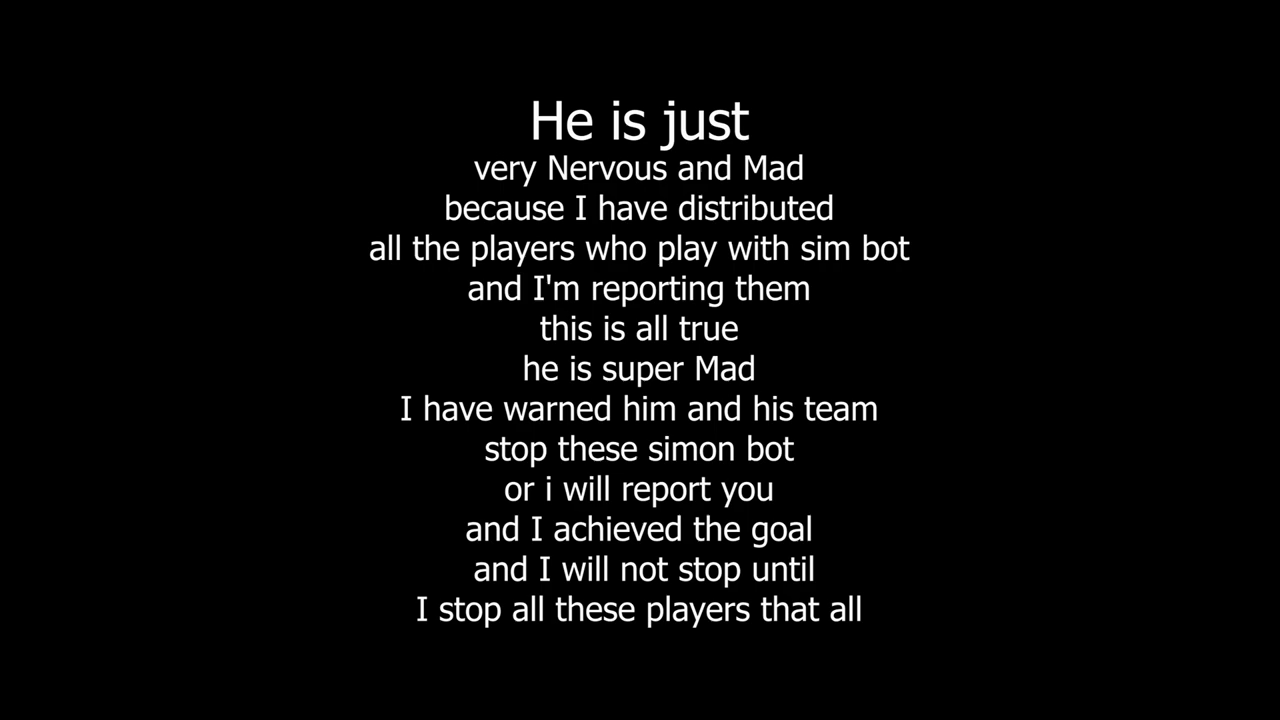 He is just
very Nervous and Mad
because I have distributed
all the players who play with sim bot
and I'm reporting them
this is all true
he is super Mad
I have warned him and his team
stop these simon bot
or i will report you
and I achieved the goal
and I will not stop until
I stop all these players that all